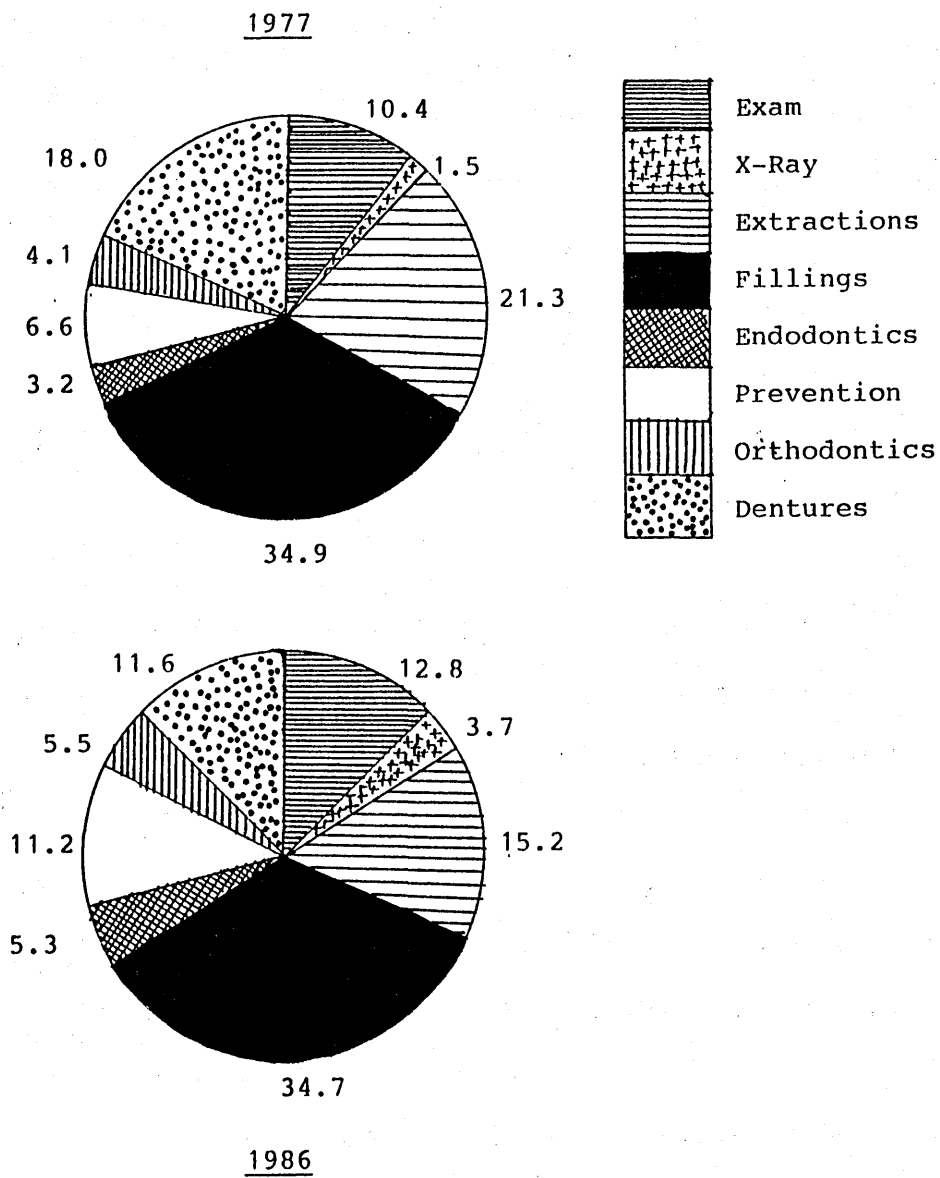 1977
10.4
1.5
21.3
34.9
3.2
6.6
4.1
18.0
Exam
X-Ray
Extractions
Fillings
Endodontics
Prevention
Orthodontics
Dentures
11.6
12.8
3.7
15.2
34.7
5.3
11.2
5.5
1986